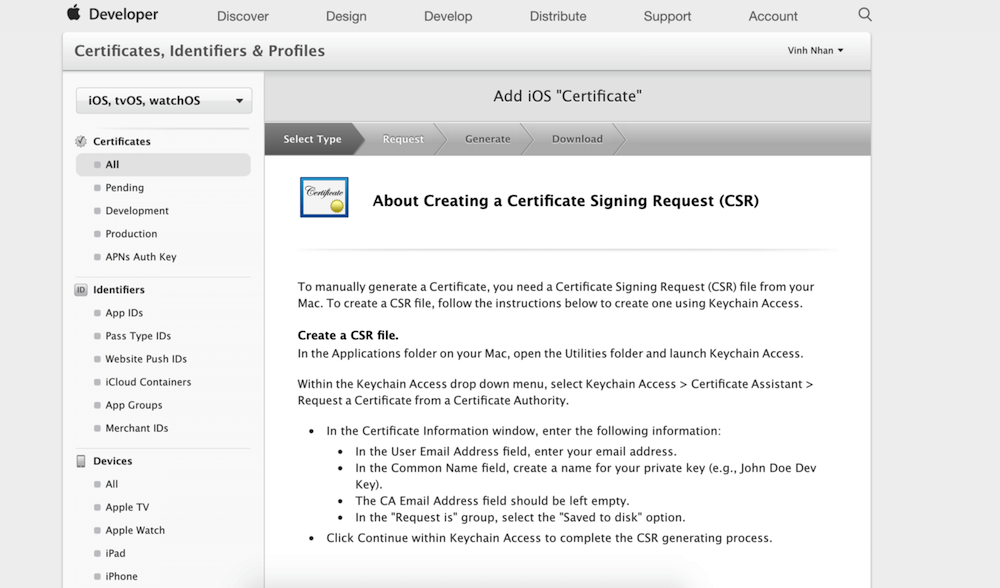 Developer
Discover
Design
Develop
Distribute
Support
Account
Certificates, Identifiers & Profiles
Vinh Nhan
iOS, tvOS, watchOS
Certificates
All
Pending
Development
Production
APNs Auth Key
Identifiers
App IDs
Pass Type IDs
Website Push IDs
iCloud Containers
App Groups
Merchant IDs
Devices
All
Apple TV
Apple Watch
iPad
iPhone
Add iOS "Certificate"
Select Type
Request
Generate
Download
Certificate
About Creating a Certificate Signing Request (CSR)
To manually generate a Certificate, you need a Certificate Signing Request (CSR) file from your
Mac. To create a CSR file, follow the instructions below to create one using Keychain Access.
Create a CSR file.
In the Applications folder on your Mac, open the Utilities folder and launch Keychain Access.
Within the Keychain Access drop down menu, select Keychain Access > Certificate Assistant >
Request a Certificate from a Certificate Authority.
• In the Certificate Information window, enter the following information:
• In the User Email Address field, enter your email address.
• In the Common Name field, create a name for your private key (e.g., John Doe Dev
Key).
• The CA Email Address field should be left empty.
• In the "Request is" group, select the "Saved to disk" option.
• Click Continue within Keychain Access to complete the CSR generating process.